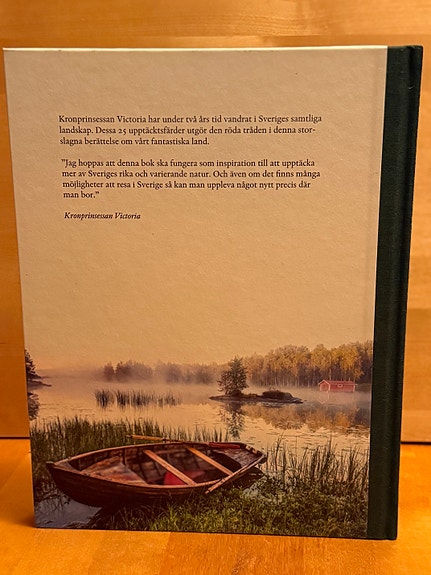 Kronprinsessan Victoria har under två års tid vandrat i Sveriges samtliga
landskap. Dessa 25 upptäcktsfärder utgör den röda tråden i denna stor-
slagna berättelse om vårt fantastiska land.
”Jag hoppas att denna bok ska fungera som inspiration till att upptäcka
mer av Sveriges rika och varierande natur. Och även om det finns många
möjligheter att resa i Sverige så kan man uppleva något nytt precis där
man bor.”
Kronprinsessan Victoria